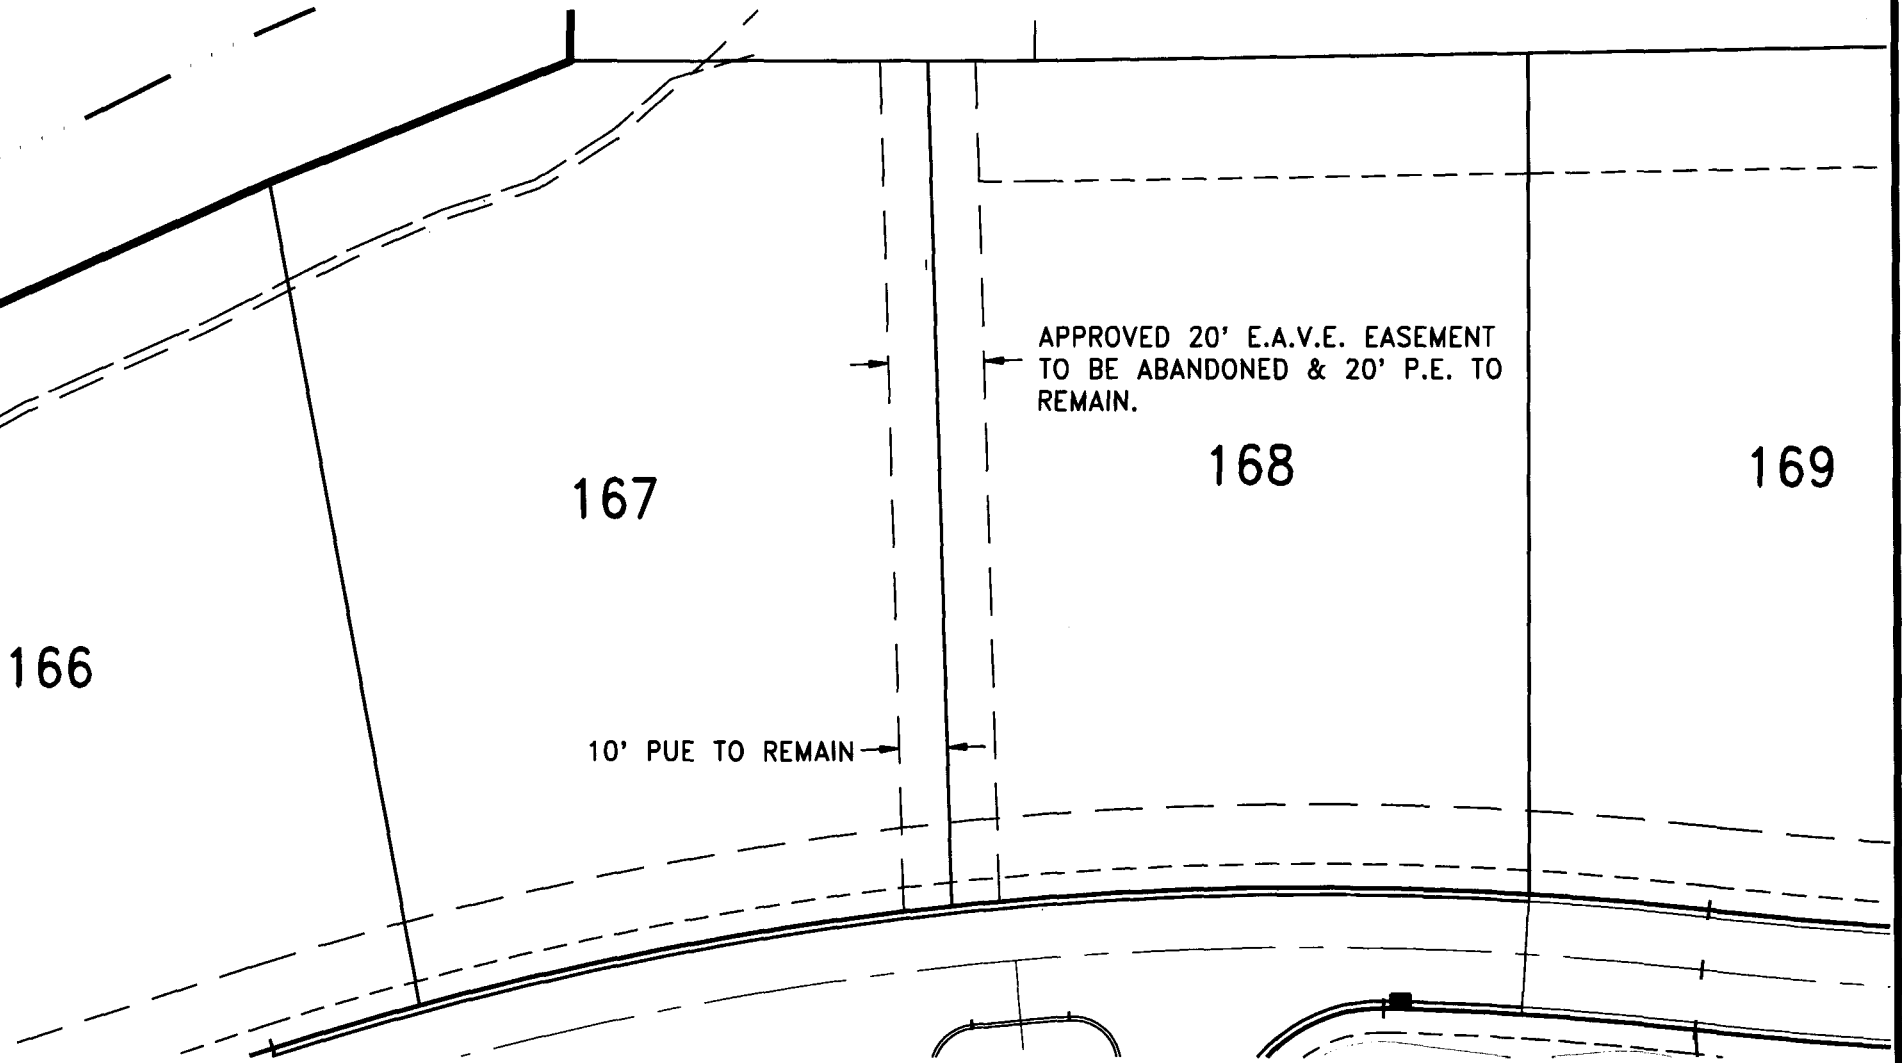 APPROVED 20' E.A.V.E. EASEMENT
TO BE ABANDONED & 20' P.E. TO
REMAIN.
168
169
167
166
10' PUE TO REMAIN